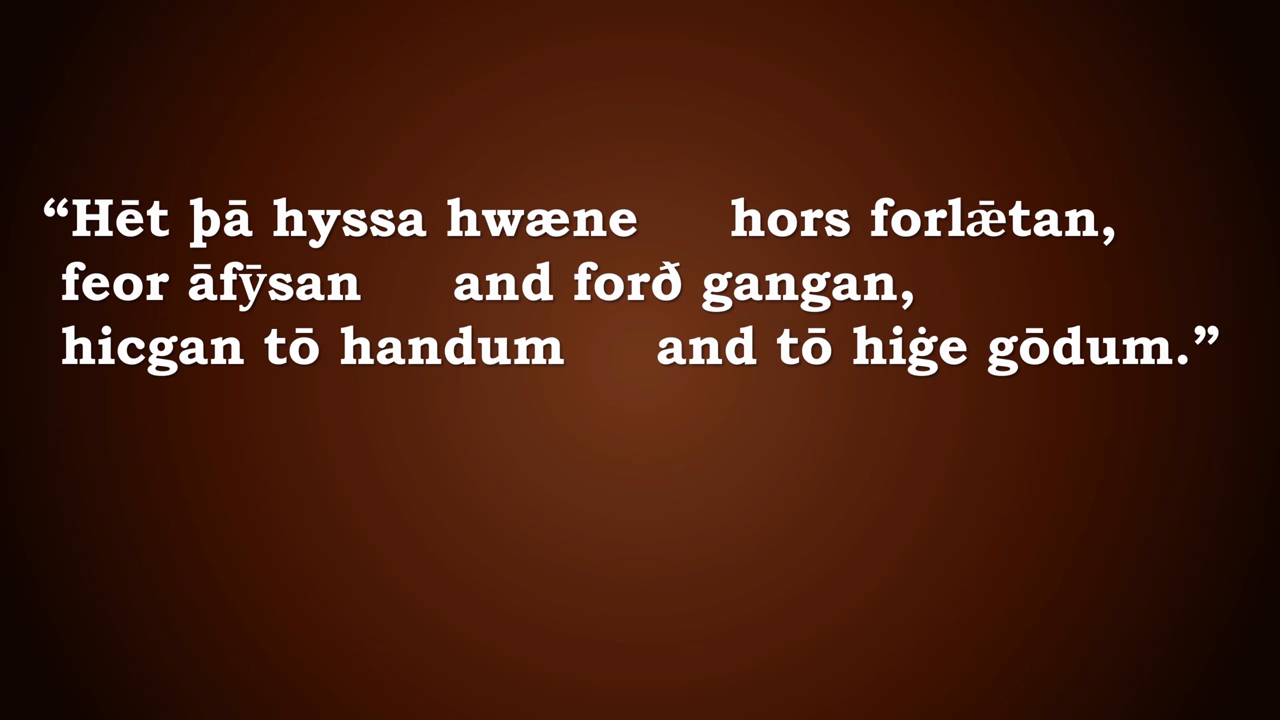 “Hēt þā hyssa hwæne hors forlǣtan,
feor āfȳsan and forð gangan,
hicgan tō handum and tō hiġe gōdum.”